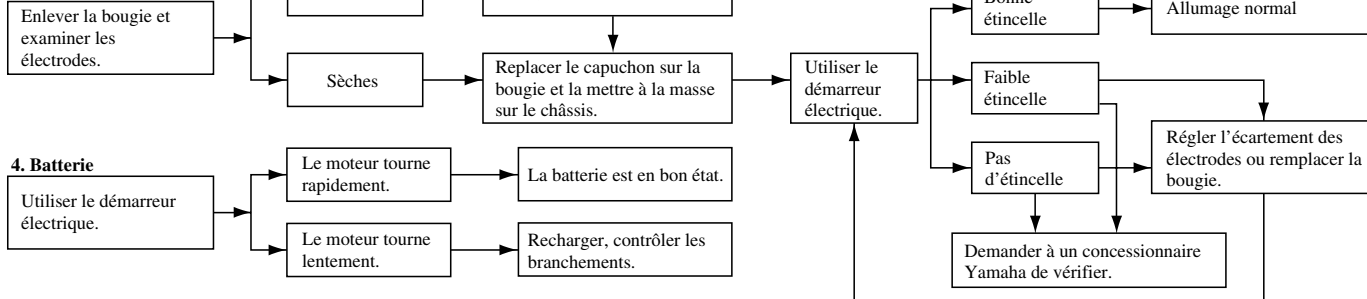 Enlever la bougie et
examiner les
électrodes.
Sèches
Replacer le capuchon sur la
bougie et la mettre à la masse
sur le châssis.
Utiliser le
démarreur
électrique.
étincelle
Allumage normal
Faible
étincelle
Pas
d’étincelle
Régler l’écartement des
électrodes ou remplacer la
bougie.
Demander à un concessionnaire
Yamaha de vérifier.
4. Batterie
Utiliser le démarreur
électrique.
Le moteur tourne
rapidement.
La batterie est en bon état.
Le moteur tourne
lentement.
Recharger, contrôler les
branchements.